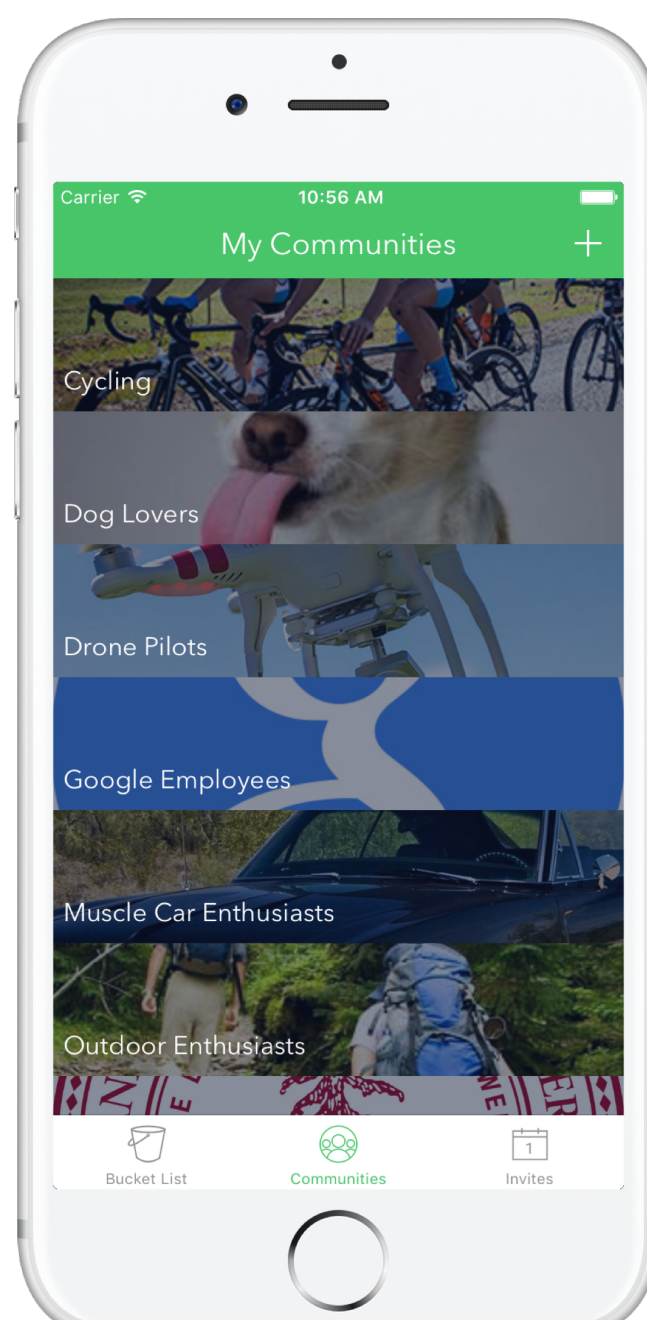 Carrier
10:56 AM
My Communities
Cycling
Dog Lovers
Drone Pilots
Google Employees
Muscle Car Enthusiasts
Outdoor Enthusiasts
1
Bucket List
Communities
Invites